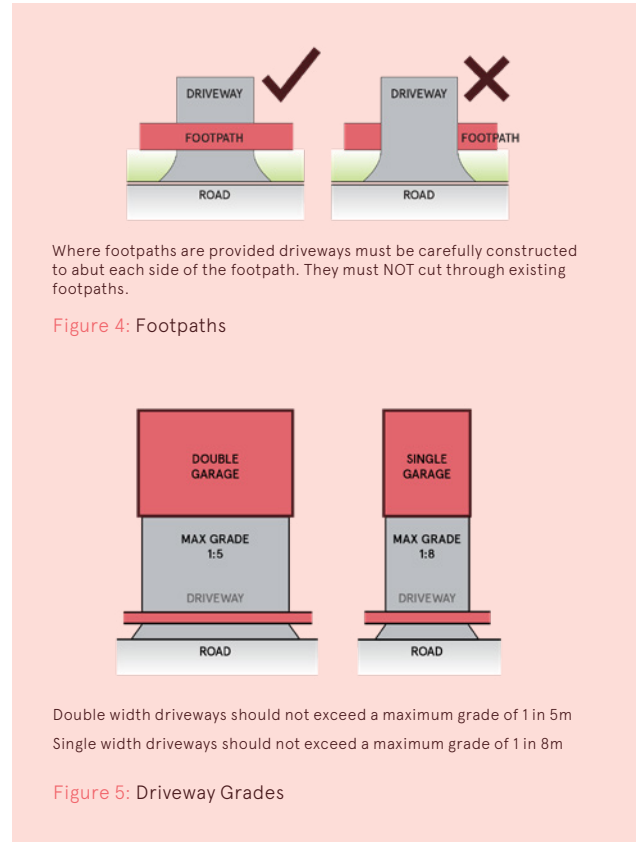 DRIVEWAY
FOOTPATH
ROAD
DRIVEWAY
FOOTPATH
ROAD
Where footpaths are provided driveways must be carefully constructed
to abut each side of the footpath. They must NOT cut through existing
footpaths.
Figure 4: Footpaths
DOUBLE
GARAGE
MAX GRADE
1:5
DRIVEWAY
ROAD
SINGLE
GARAGE
MAX GRADE
1:8
DRIVEWAY
ROAD
Double width driveways should not exceed a maximum grade of 1 in 5m
Single width driveways should not exceed a maximum grade of 1 in 8m
Figure 5: Driveway Grades